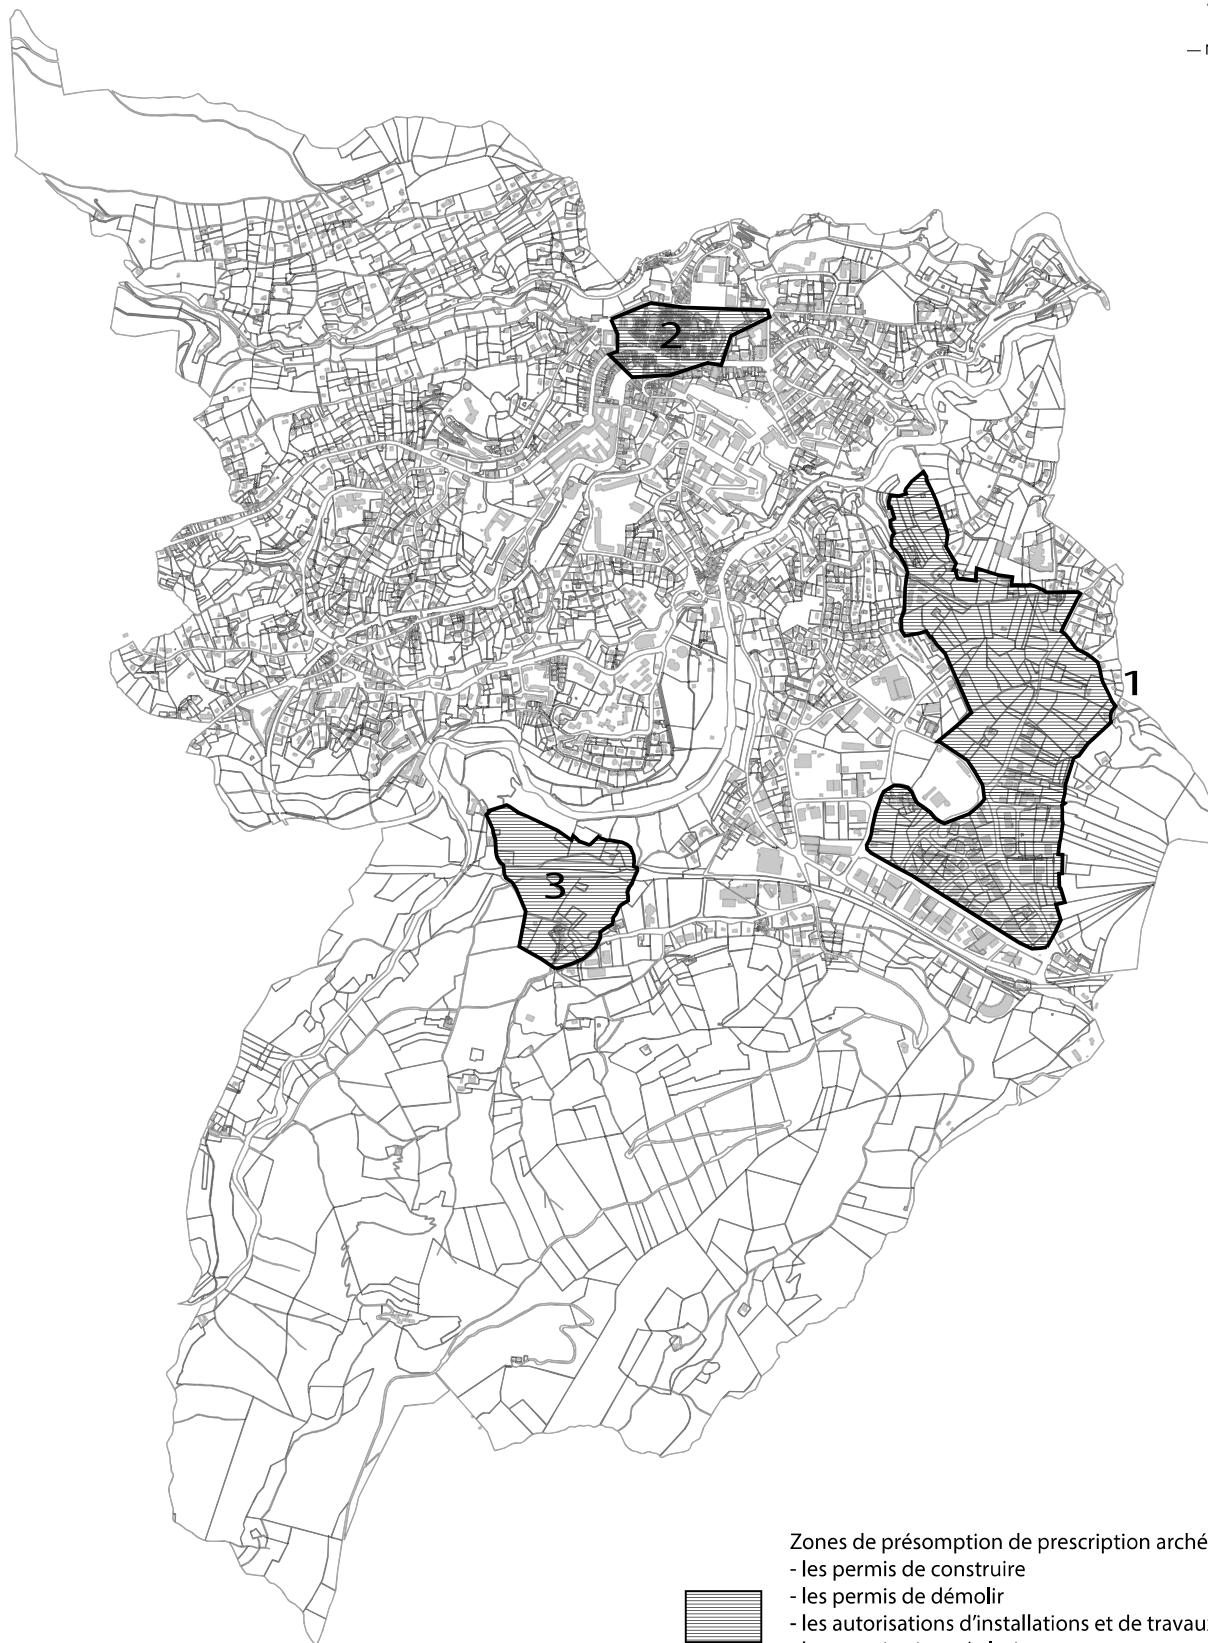 2
1
3
Zones de présomption de prescription arché
- les permis de construire
- les permis de démolir
- les autorisations d'installations et de travaux